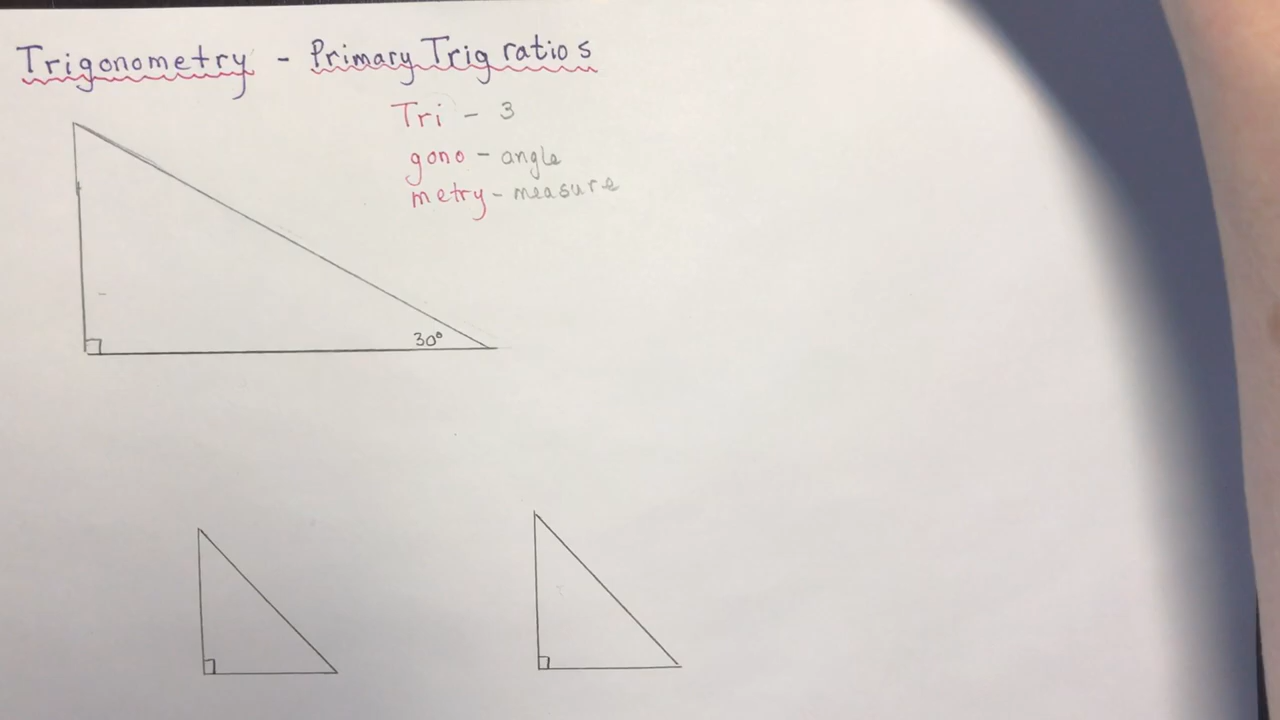 Trigonometry - Primary Trig ratios
Tri - 3
gono - angle
metry - measure
30°